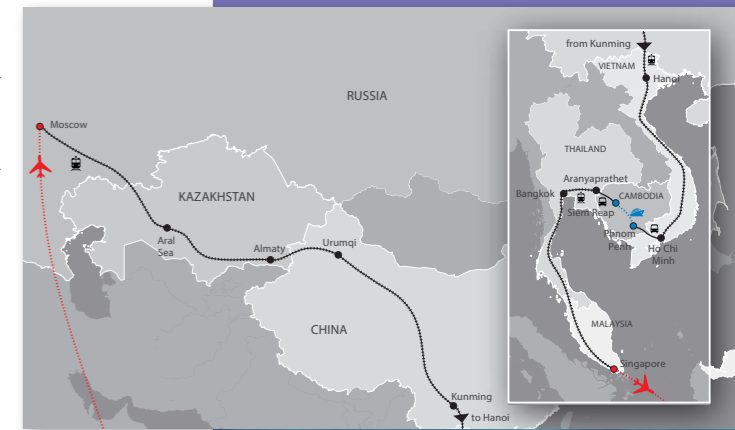 RUSSIA
Moscow
KAZAKHSTAN
Aral
Sea
Almaty
Urumqi
CHINA
Kunming
to Hanoi
from Kunming
VIETNAM
Hanoi
THAILAND
Aranyaprathet
Bangkok
CAMBODIA
Siem Reap
Phnom
Penh
Ho Chi
Minh
MALAYSIA
Singapore